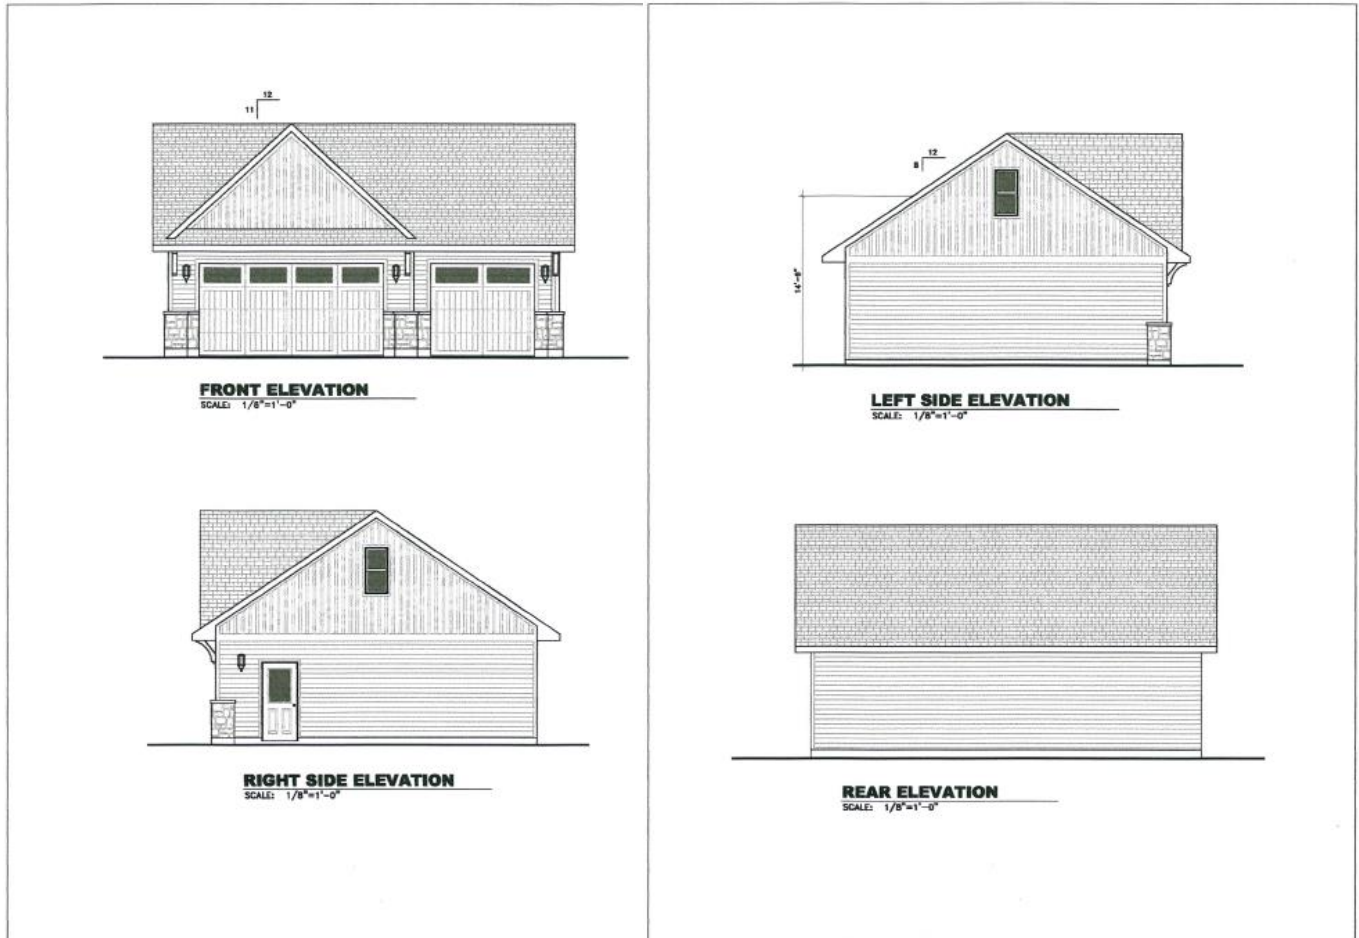 12
11
FRONT ELEVATION
SCALE: 1/8"=1'-0"
12
8
14'-6"
LEFT SIDE ELEVATION
SCALE: 1/8"=1'-0"
RIGHT SIDE ELEVATION
SCALE: 1/8"=1'-0"
REAR ELEVATION
SCALE: 1/8"=1'-0"